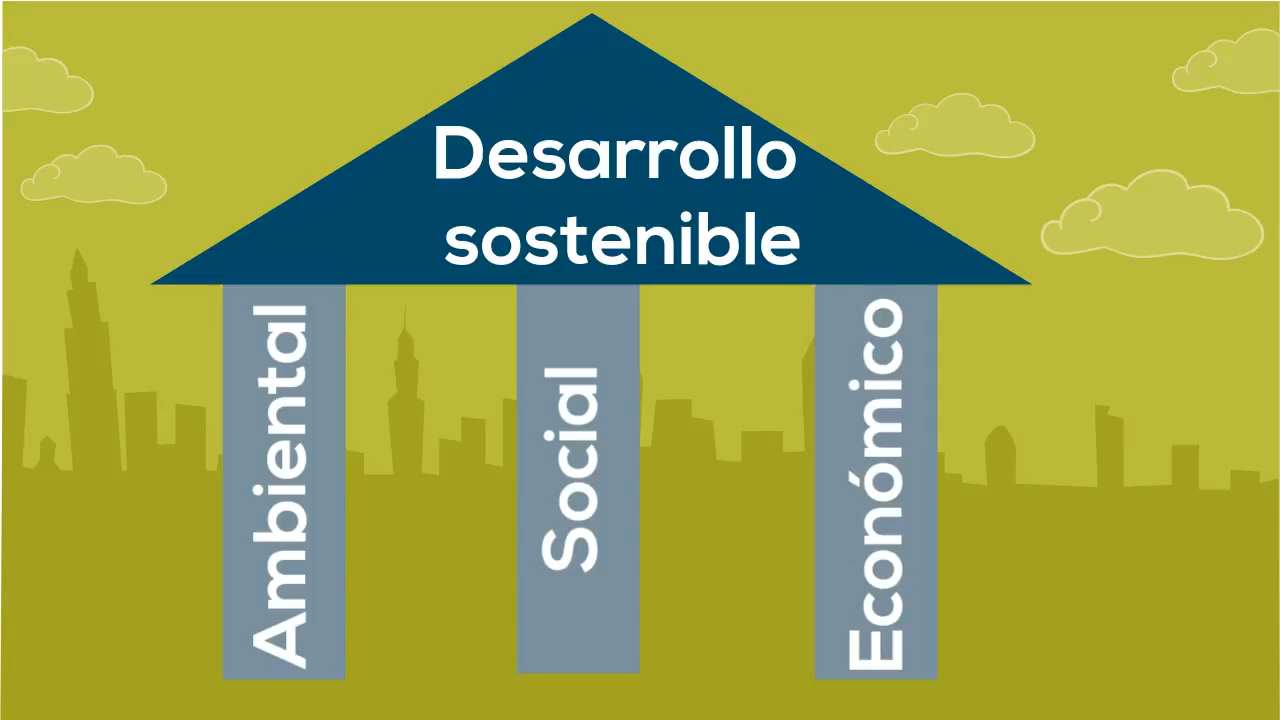 Desarrollo
sostenible
Ambiental
Social
Económico